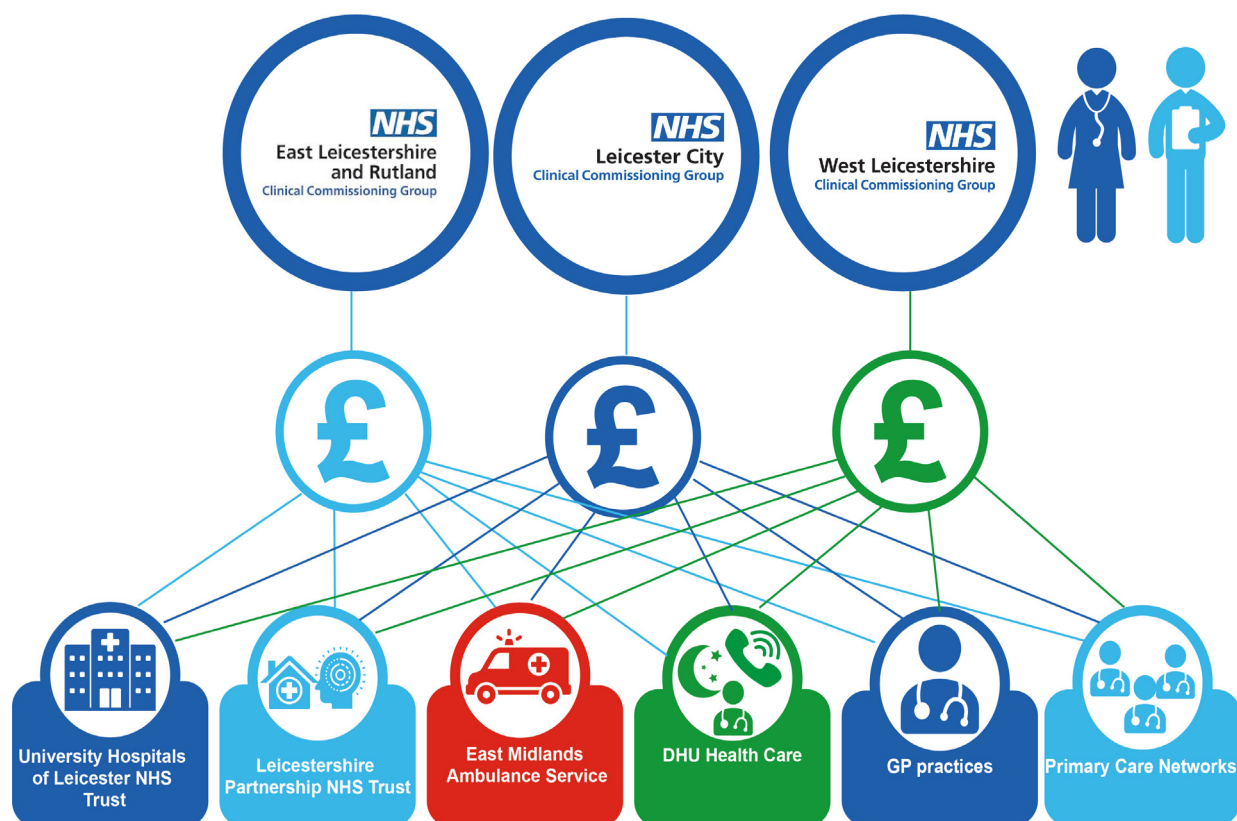 NHS
East Leicestershire
and Rutland
Clinical Commissioning Group
NHS
Leicester City
Clinical Commissioning Group
NHS
West Leicestershire
Clinical Commissioning Group
£
£
£
University Hospitals
of Leicester NHS
Trust
Leicestershire
Partnership NHS Trust
East Midlands
Ambulance Service
DHU Health Care
GP practices
Primary Care Networks